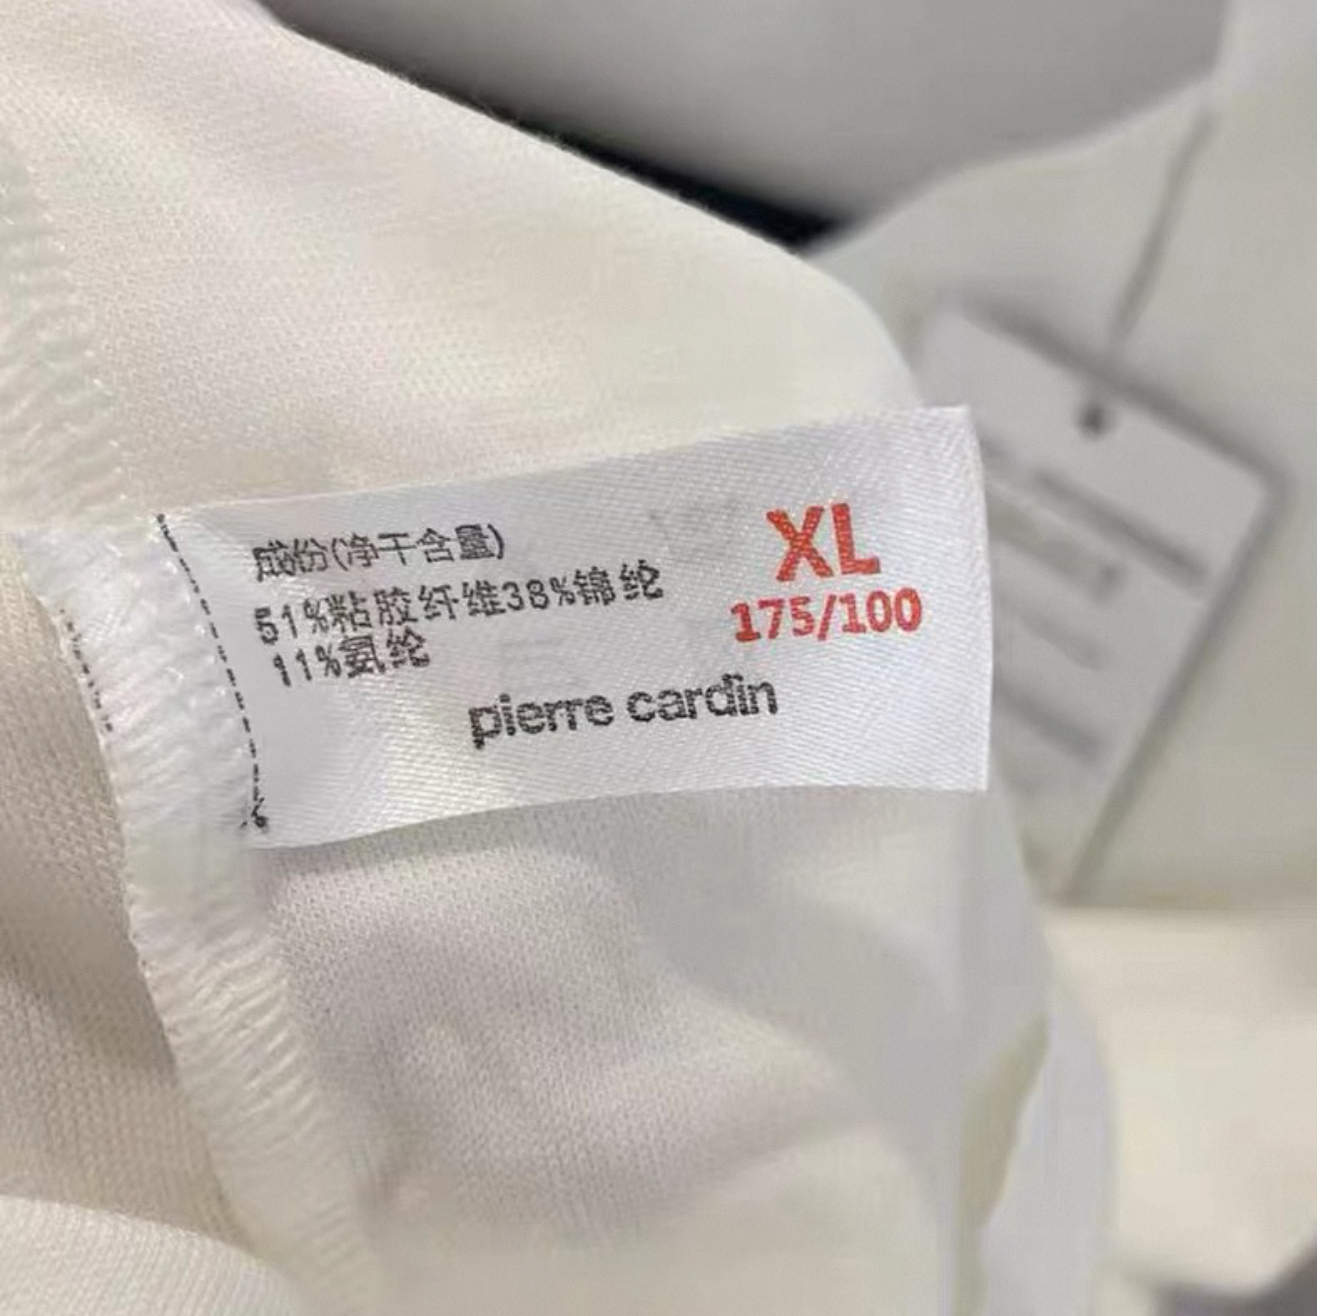 成份(净干含量)
51%粘胶纤维38%锦纶
11%氨纶
XL
175/100
pierre cardin